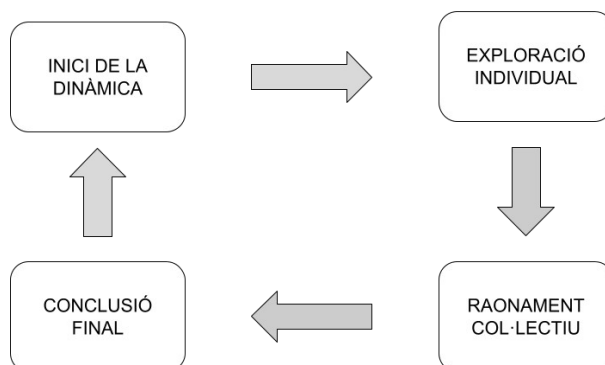 INICI DE LA
DINÀMICA
EXPLORACIÓ
INDIVIDUAL
CONCLUSIÓ
FINAL
RAONAMENT
COL·LECTIU